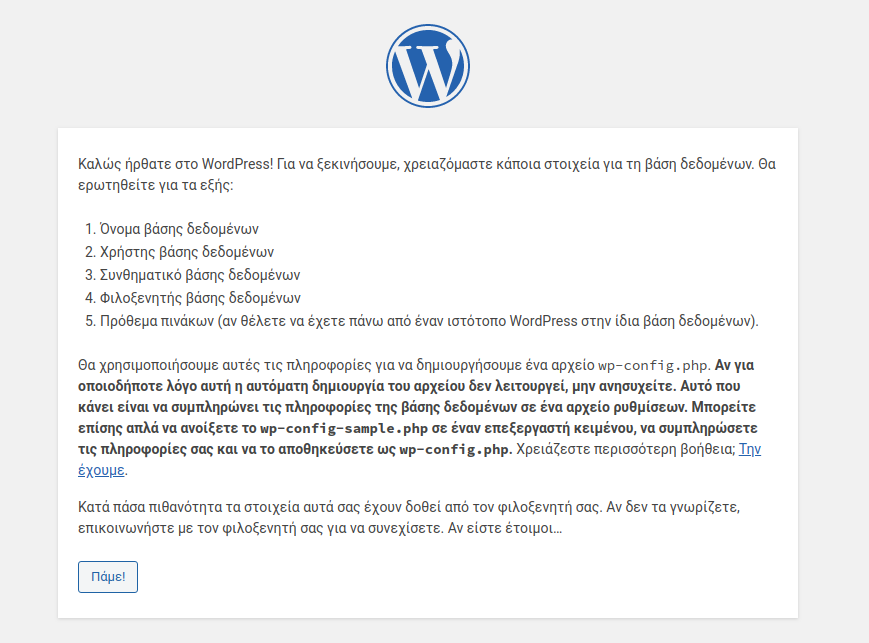 Καλώς ήρθατε στο WordPress! Για να ξεκινήσουμε, χρειαζόμαστε κάποια στοιχεία για τη βάση δεδομένων. Θα
ερωτηθείτε για τα εξής:
1. Όνομα βάσης δεδομένων
2. Χρήστης βάσης δεδομένων
3. Συνθηματικό βάσης δεδομένων
4. Φιλοξενητής βάσης δεδομένων
5. Πρόθεμα πινάκων (αν θέλετε να έχετε πάνω από έναν ιστότοπο WordPress στην ίδια βάση δεδομένων).
Θα χρησιμοποιήσουμε αυτές τις πληροφορίες για να δημιουργήσουμε ένα αρχείο wp-config.php. Αν για
οποιοδήποτε λόγο αυτή η αυτόματη δημιουργία του αρχείου δεν λειτουργεί, μην ανησυχείτε. Αυτό που
κάνει είναι να συμπληρώνει τις πληροφορίες της βάσης δεδομένων σε ένα αρχείο ρυθμίσεων. Μπορείτε
επίσης απλά να ανοίξετε το wp-config-sample.php σε έναν επεξεργαστή κειμένου, να συμπληρώσετε
τις πληροφορίες σας και να το αποθηκεύσετε ως wp-config.php. Χρειάζεστε περισσότερη βοήθεια; Την
έχουμε.
Κατά πάσα πιθανότητα τα στοιχεία αυτά σας έχουν δοθεί από τον φιλοξενητή σας. Αν δεν τα γνωρίζετε,
επικοινωνήστε με τον φιλοξενητή σας για να συνεχίσετε. Αν είστε έτοιμοι…
Πάμε!